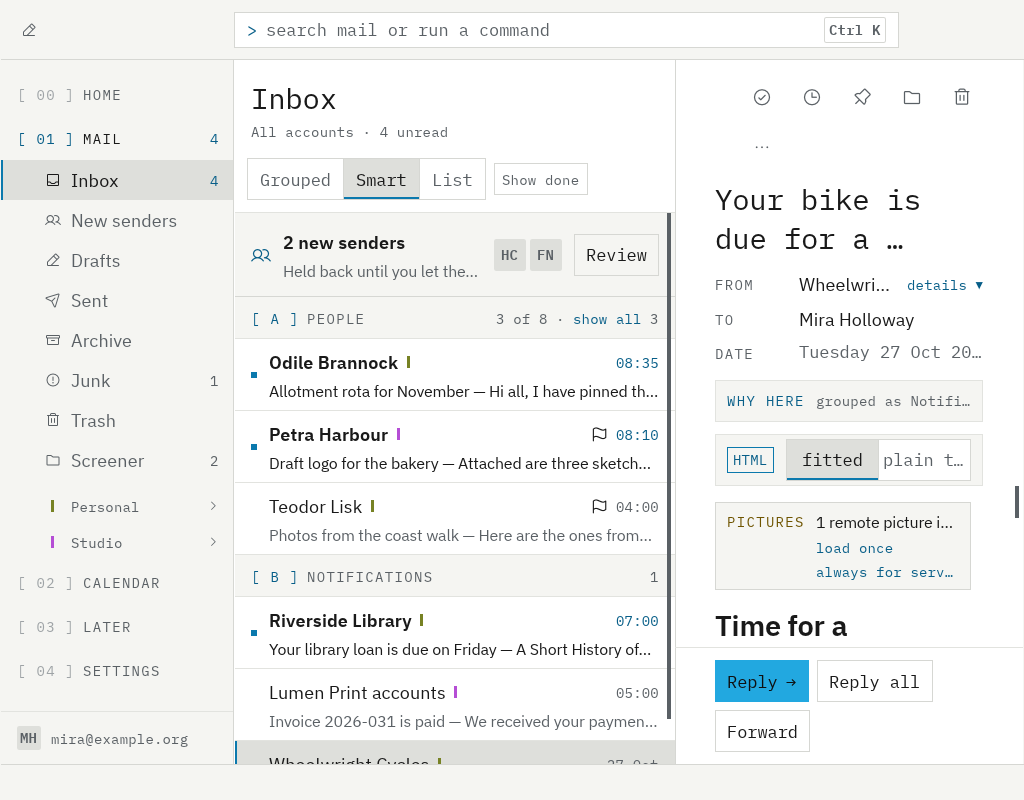 > search mail or run a command Ctrl K
[ 00 ] HOME
[ 01 ] MAIL 4
Inbox 4
New senders
Drafts
Sent
Archive
Junk 1
Trash
Screener 2
Personal
Studio
[ 02 ] CALENDAR
[ 03 ] LATER
[ 04 ] SETTINGS
MH mira@example.org
Inbox
All accounts · 4 unread
Grouped Smart List Show done
2 new senders
Held back until you let the…
HC FN Review
[ A ] PEOPLE 3 of 8 · show all 3
Odile Brannock 08:35
Allotment rota for November — Hi all, I have pinned th…
Petra Harbour 08:10
Draft logo for the bakery — Attached are three sketch…
Teodor Lisk 04:00
Photos from the coast walk — Here are the ones from…
[ B ] NOTIFICATIONS 1
Riverside Library 07:00
Your library loan is due on Friday — A Short History of…
Lumen Print accounts 05:00
Invoice 2026-031 is paid — We received your paymen…
Wheelwright Cycles 27 Oct
…
Your bike is
due for a …
FROM Wheelwri… details ▼
TO Mira Holloway
DATE Tuesday 27 Oct 20…
WHY HERE grouped as Notifi…
HTML fitted plain t…
PICTURES 1 remote picture i…
load once
always for serv…
Time for a
Reply → Reply all
Forward